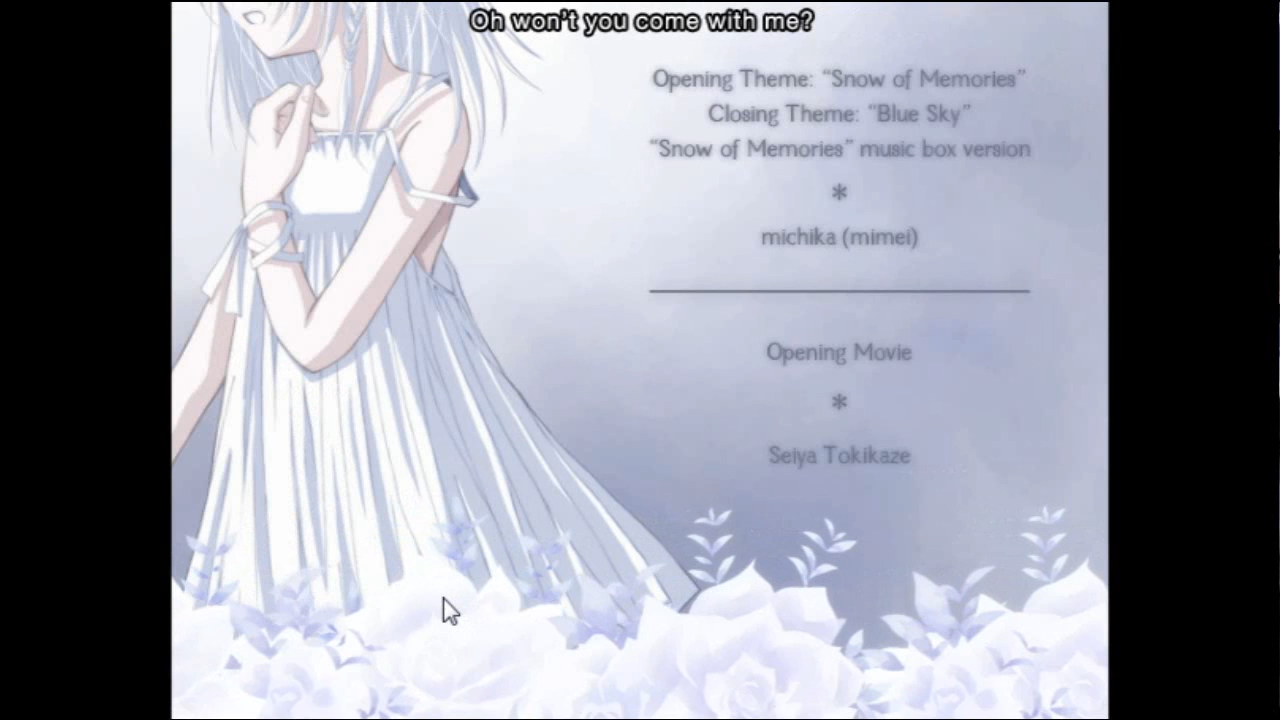 Oh won't you come with me?
Opening Theme: “Snow of Memories”
Closing Theme: “Blue Sky”
“Snow of Memories” music box version
*
michika (mimei)
Opening Movie
*
Seiya Tokikaze